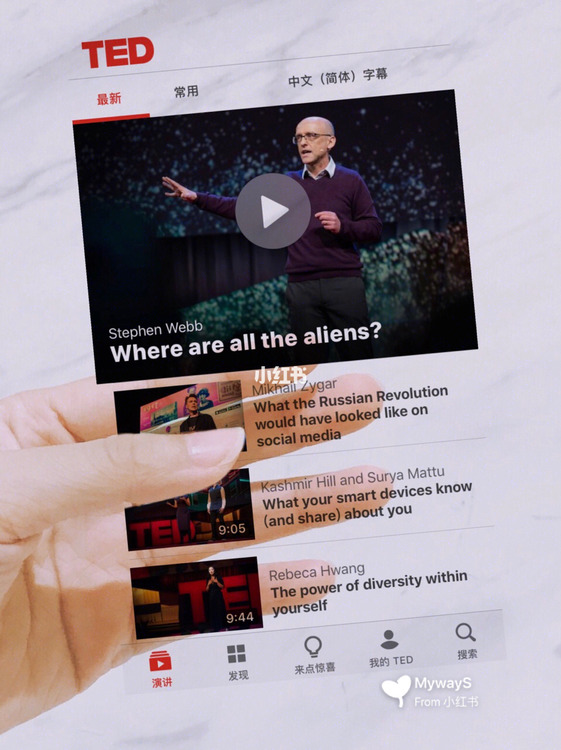 TED
最新
常用
中文（简体）字幕
Stephen Webb
Where are all the aliens?
小红书
Mikhail Zygar
What the Russian Revolution
would have looked like on
social media
Kashmir Hill and Surya Mattu
What your smart devices know
(and share) about you
TED
9:05
Rebeca Hwang
The power of diversity within
yourself
TE
9:44
演讲
发现
来点惊喜
我的 TED
搜索
MywayS
From 小红书